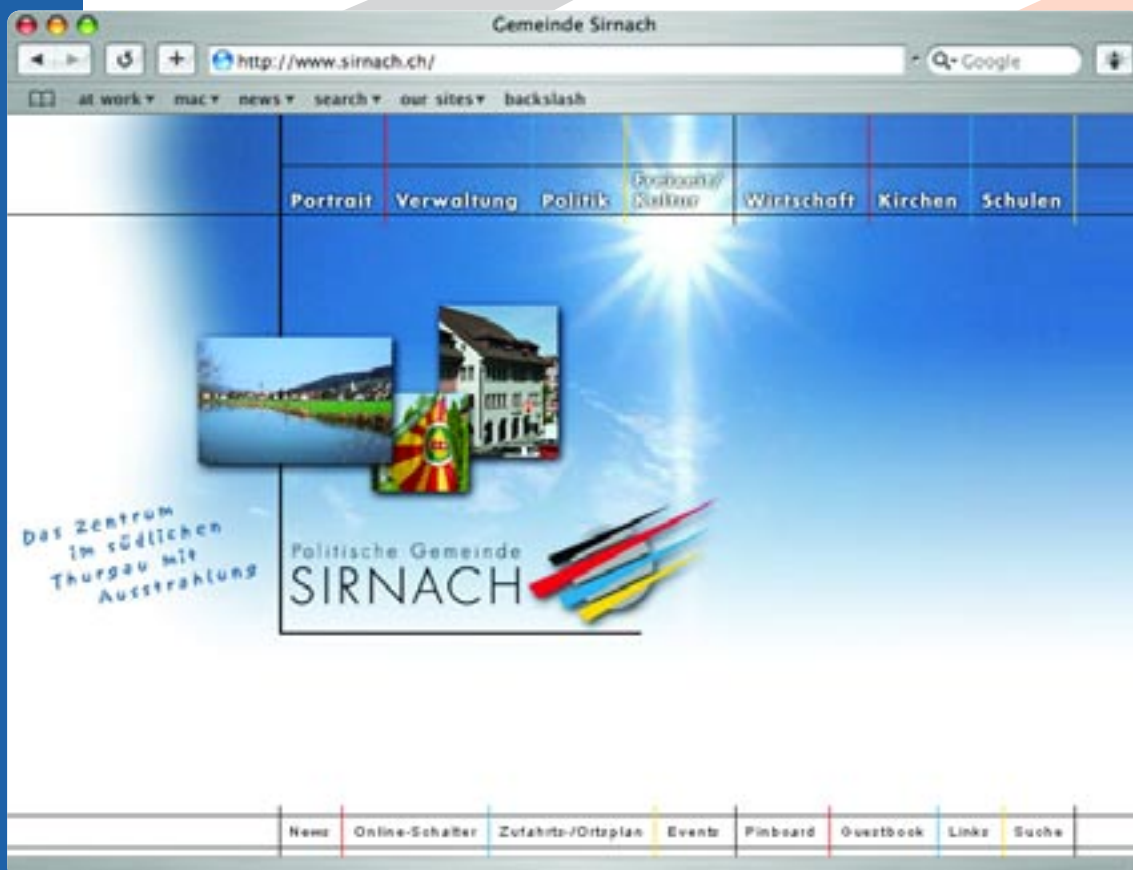 Gemeinde Sirnach
http://www.sirnach.ch/
Google
at work mac news search our sites backslash
Portrait Verwaltung Politik Freizeit/ Kultur Wirtschaft Kirchen Schulen
Das Zentrum
im südlichen
Thurgau mit
Ausstrahlung
Politische Gemeinde
SIRNACH
News Online-Schalter Zufahrts-/Ortsplan Events Pinboard Guestbook Links Suche